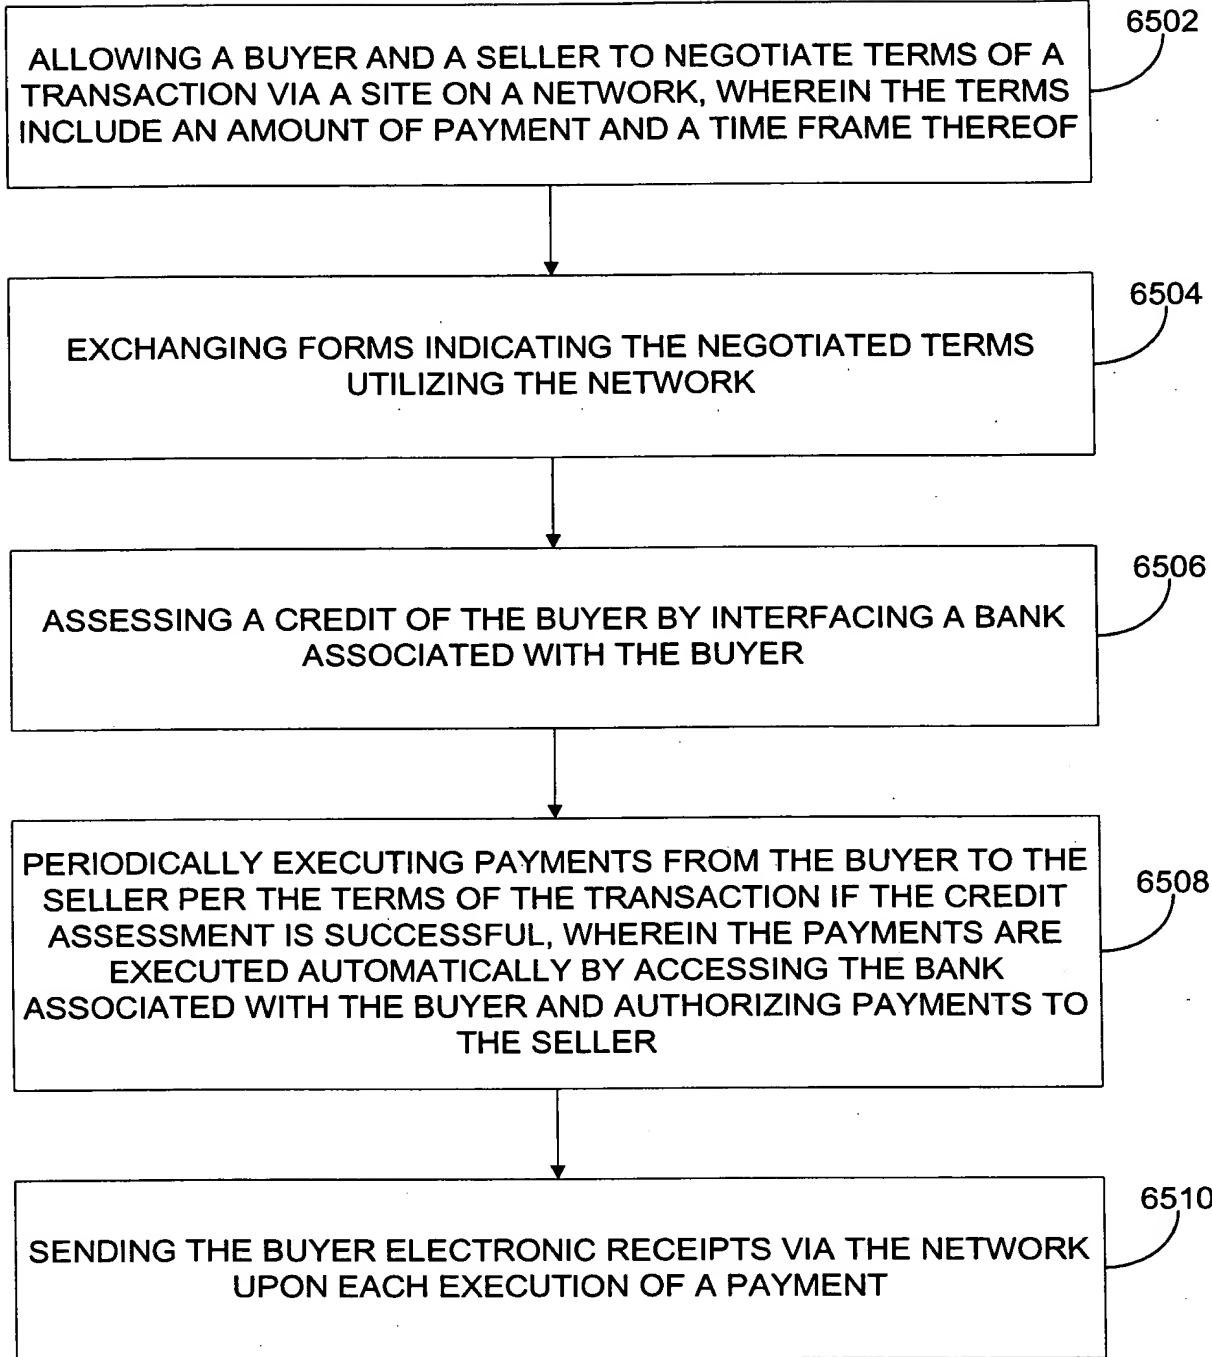 6502
ALLOWING A BUYER AND A SELLER TO NEGOTIATE TERMS OF A
TRANSACTION VIA A SITE ON A NETWORK, WHEREIN THE TERMS
INCLUDE AN AMOUNT OF PAYMENT AND A TIME FRAME THEREOF
6504
EXCHANGING FORMS INDICATING THE NEGOTIATED TERMS
UTILIZING THE NETWORK
6506
ASSESSING A CREDIT OF THE BUYER BY INTERFACING A BANK
ASSOCIATED WITH THE BUYER
6508
PERIODICALLY EXECUTING PAYMENTS FROM THE BUYER TO THE
SELLER PER THE TERMS OF THE TRANSACTION IF THE CREDIT
ASSESSMENT IS SUCCESSFUL, WHEREIN THE PAYMENTS ARE
EXECUTED AUTOMATICALLY BY ACCESSING THE BANK
ASSOCIATED WITH THE BUYER AND AUTHORIZING PAYMENTS TO
THE SELLER
6510
SENDING THE BUYER ELECTRONIC RECEIPTS VIA THE NETWORK
UPON EACH EXECUTION OF A PAYMENT